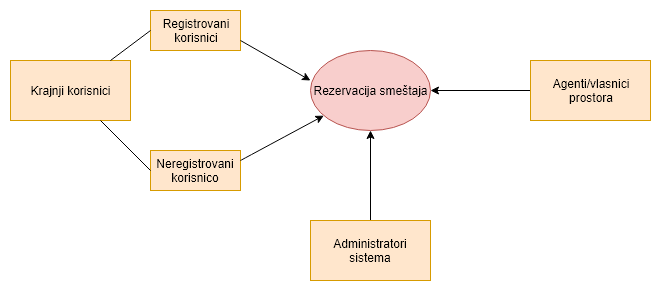 Registrovani
korisnici
Krajnji korisnici
Rezervacija smeštaja
Agenti/vlasnici
prostora
Neregistrovani
korisnico
Administratori
sistema